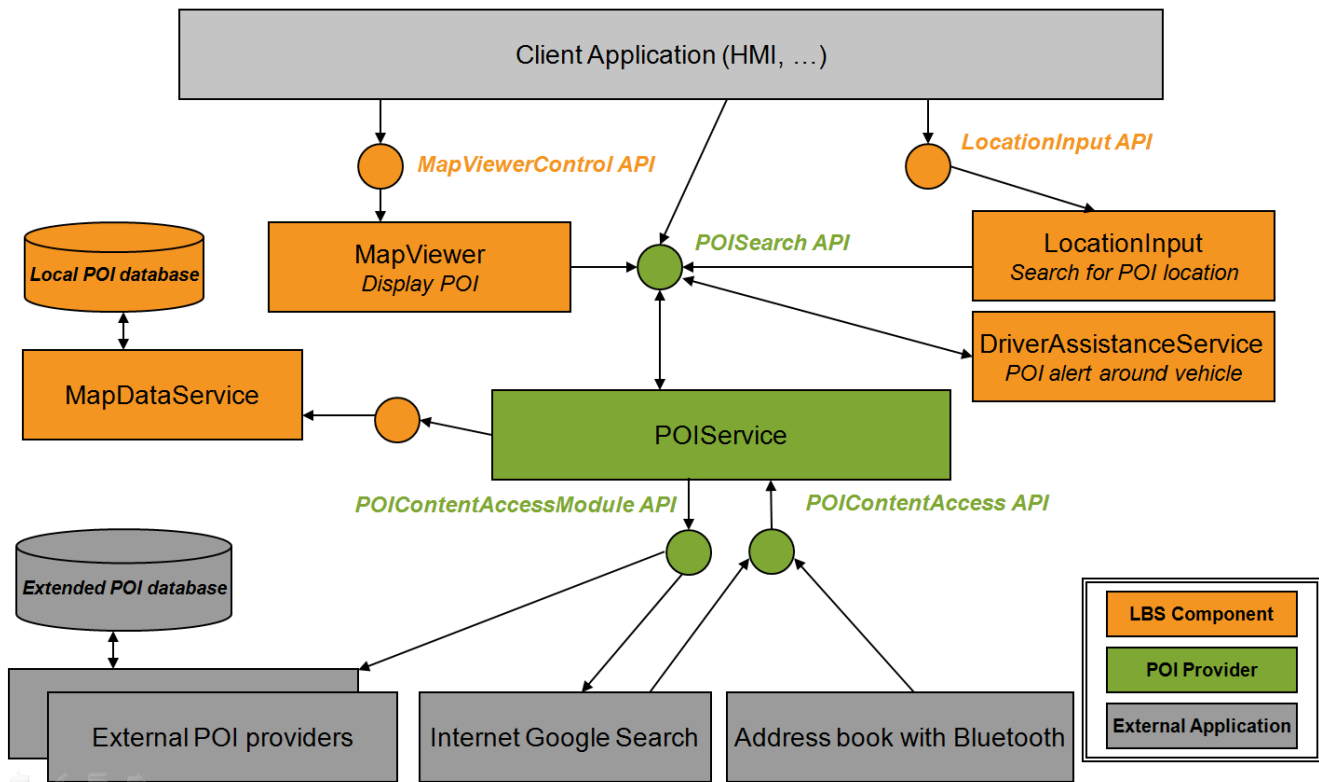 Client Application (HMI, …)
MapViewerControl API
LocationInput API
MapViewer
Display POI
POISearch API
LocationInput
Search for POI location
Local POI database
DriverAssistanceService
POI alert around vehicle
MapDataService
POIService
POIContentAccessModule API
POIContentAccess API
Extended POI database
LBS Component
POI Provider
External Application
External POI providers
Internet Google Search
Address book with Bluetooth